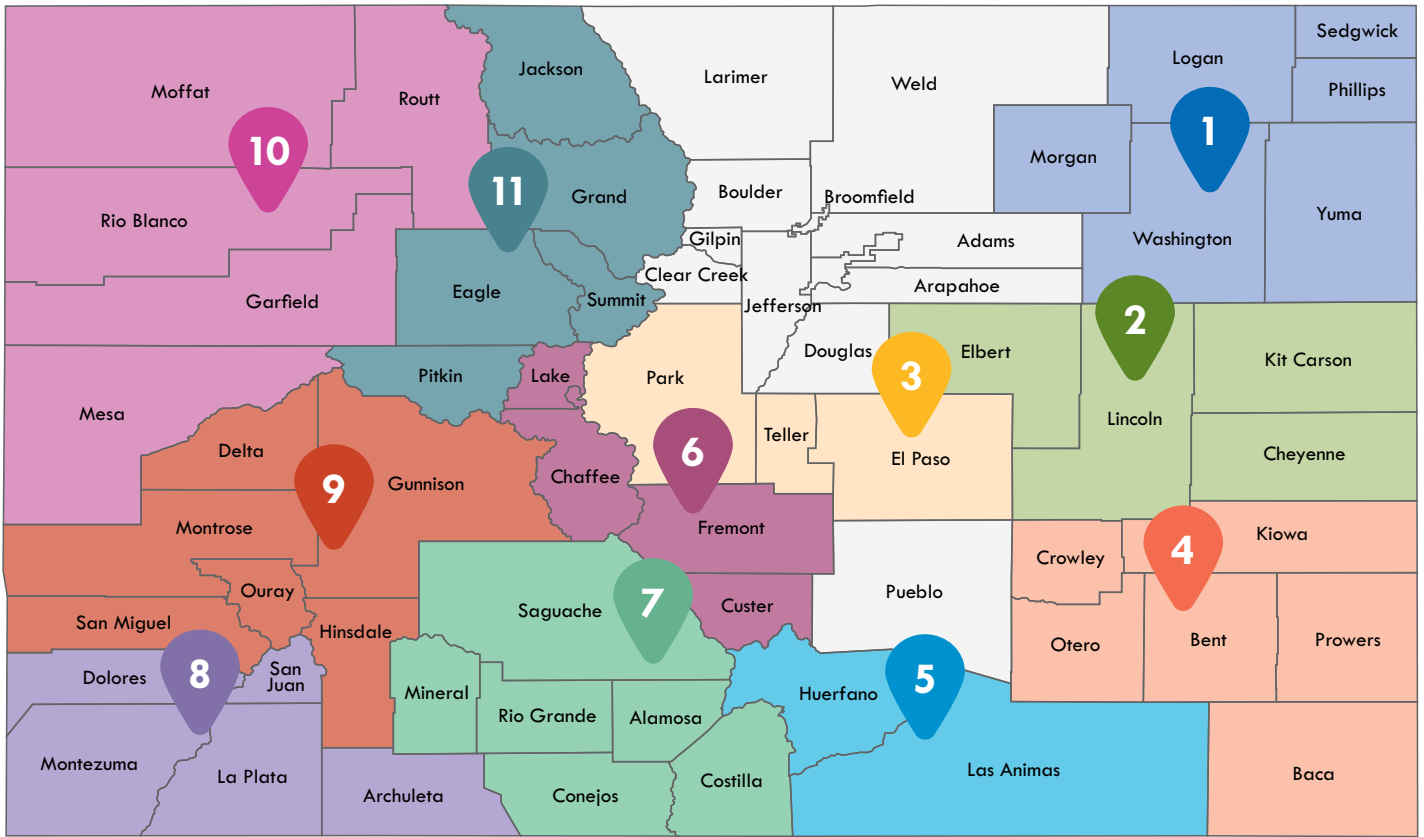 Sedgwick
Logan
Jackson
Larimer
Weld
Moffat
Routt
Phillips
10
1
Morgan
11
Boulder
Broomfield
Grand
Rio Blanco
Yuma
Gilpin
Adams
Washington
Clear Creek
Arapahoe
Eagle
Summit
Garfield
Jefferson
2
Douglas
Elbert
Kit Carson
Pitkin
Lake
Park
3
Mesa
Lincoln
Teller
Delta
6
El Paso
Cheyenne
9
Gunnison
Chaffee
Montrose
Fremont
Kiowa
4
Crowley
Ouray
Pueblo
Saguache
7
Custer
San Miguel
Hinsdale
Otero
Bent
Prowers
8
Dolores
San
Juan
5
Mineral
Huerfano
Rio Grande
Alamosa
Montezuma
La Plata
Las Animas
Baca
Costilla
Archuleta
Conejos